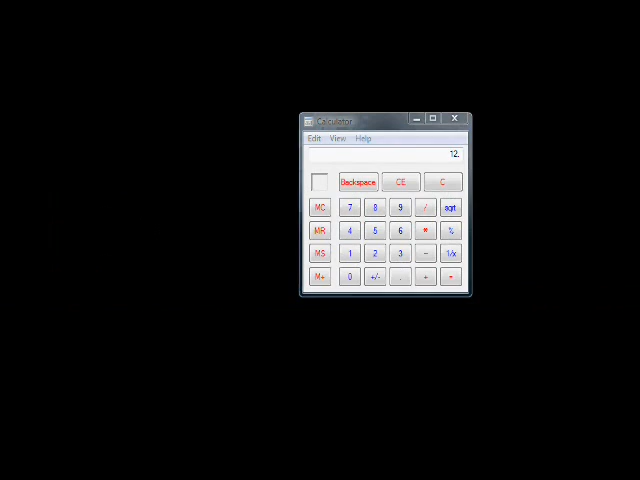 Calculator
Edit View Help
12.
Backspace CE C
MC 7 8 9 / sqrt
MR 4 5 6 * %
MS 1 2 3 - 1/x
M+ 0 +/- . + =